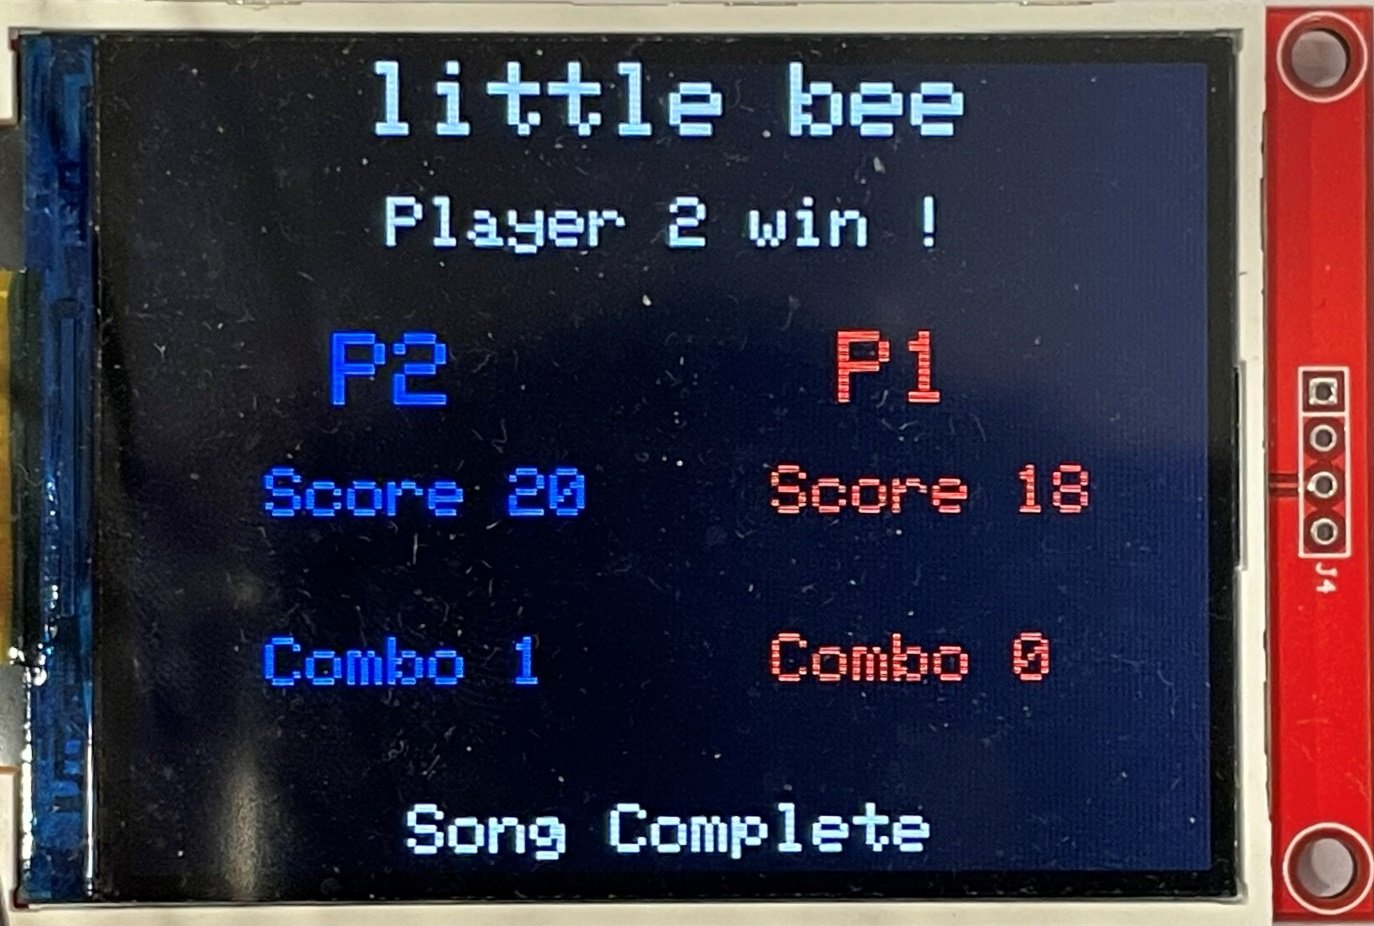 little bee
Player 2 win !
P2 P1
Score 20 Score 18
Combo 1 Combo 0
Song Complete
J4